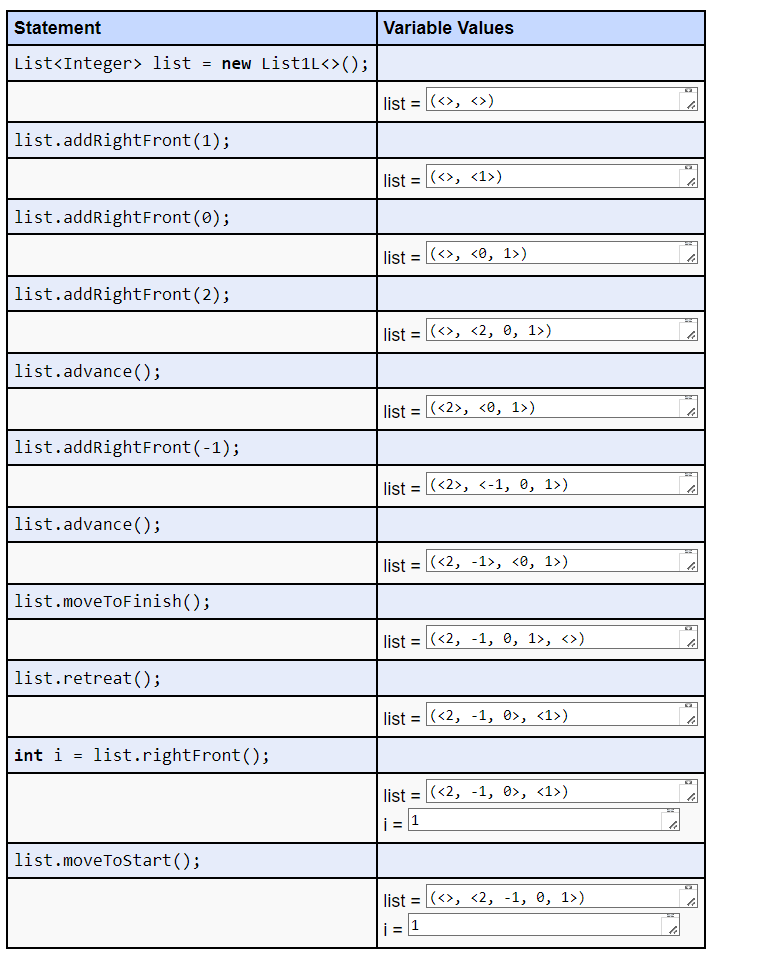 Statement Variable Values
List<Integer> list = new List1L<>();
list = (<>, <>)
list.addRightFront(1);
list = (<>, <1>)
list.addRightFront(0);
list = (<>, <0, 1>)
list.addRightFront(2);
list = (<>, <2, 0, 1>)
list.advance();
list = (<2>, <0, 1>)
list.addRightFront(-1);
list = (<2>, <-1, 0, 1>)
list.advance();
list = (<2, -1>, <0, 1>)
list.moveToFinish();
list = (<2, -1, 0, 1>, <>)
list.retreat();
list = (<2, -1, 0>, <1>)
int i = list.rightFront();
list = (<2, -1, 0>, <1>)
i = 1
list.moveToStart();
list = (<>, <2, -1, 0, 1>)
i = 1